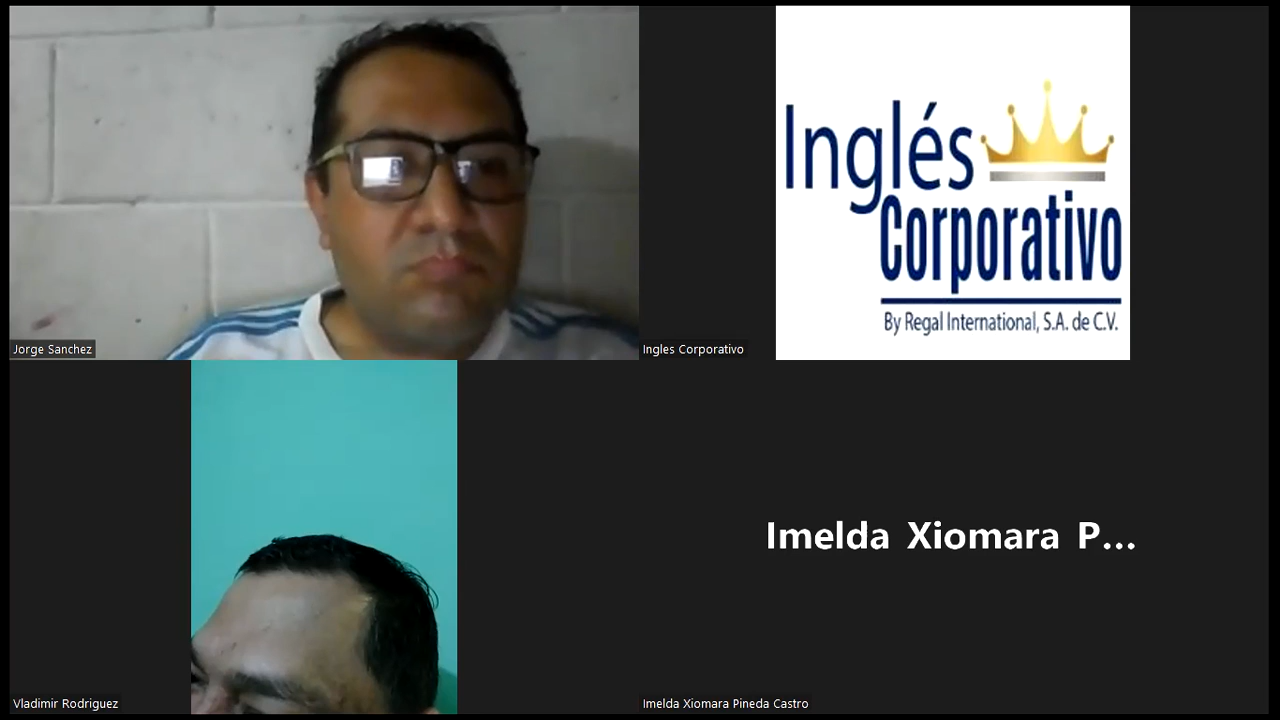 Inglés
Corporativo
By Regal International, S.A. de C.V.
Jorge Sanchez
Ingles Corporativo
Imelda Xiomara P...
Vladimir Rodriguez
Imelda Xiomara Pineda Castro